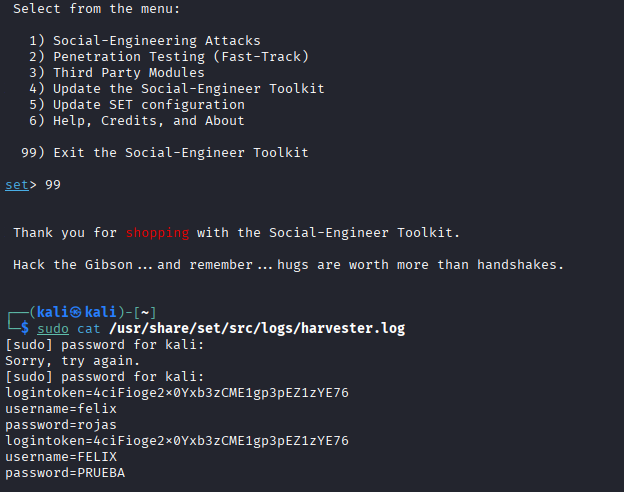 Select from the menu:
1) Social-Engineering Attacks
2) Penetration Testing (Fast-Track)
3) Third Party Modules
4) Update the Social-Engineer Toolkit
5) Update SET configuration
6) Help, Credits, and About
99) Exit the Social-Engineer Toolkit
set> 99
Thank you for shopping with the Social-Engineer Toolkit.
Hack the Gibson...and remember...hugs are worth more than handshakes.
┌──(kali㉿kali)-[~]
└─$ sudo cat /usr/share/set/src/logs/harvester.log
[sudo] password for kali:
Sorry, try again.
[sudo] password for kali:
logintoken=4ciFioge2×0Yxb3zCME1gp3pEZ1zYE76
username=felix
password=rojas
logintoken=4ciFioge2×0Yxb3zCME1gp3pEZ1zYE76
username=FELIX
password=PRUEBA